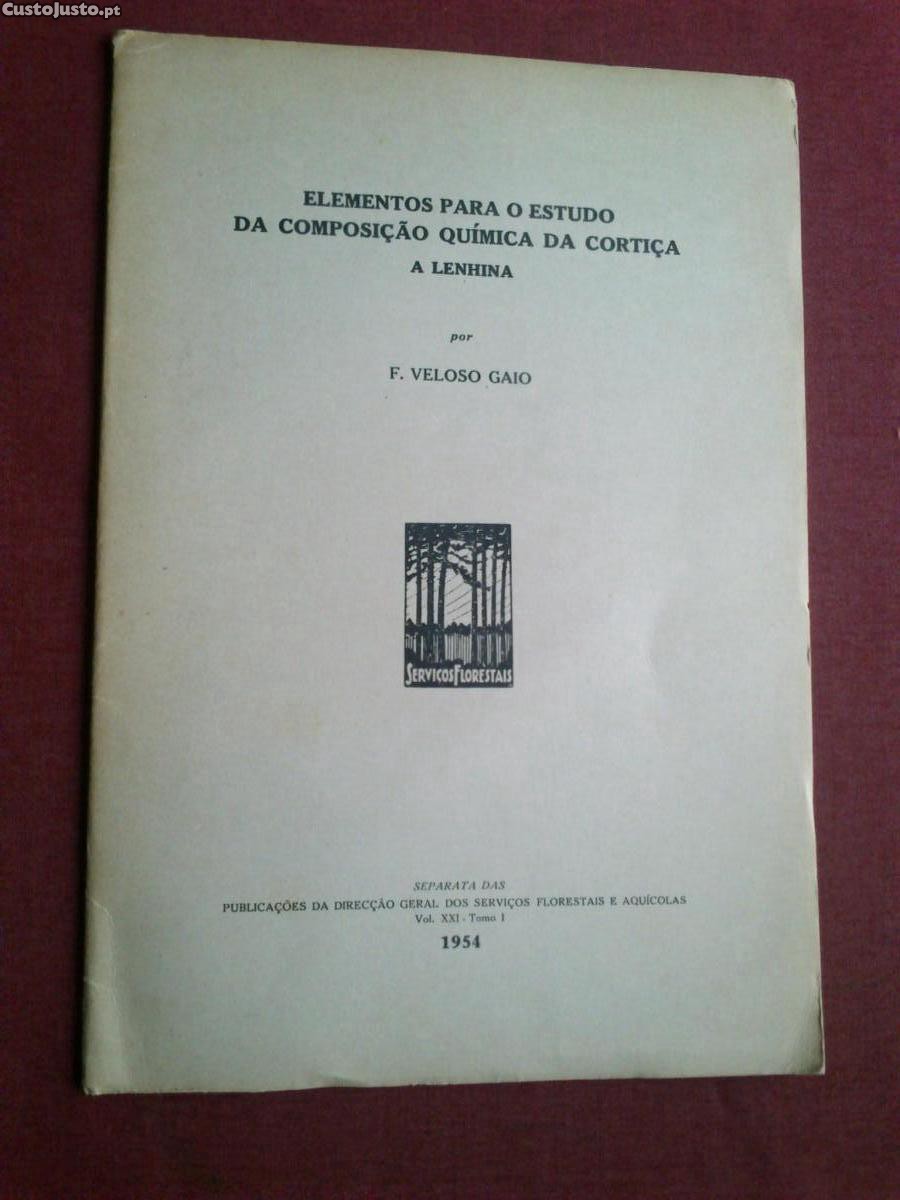 CustoJusto.pt
ELEMENTOS PARA O ESTUDO
DA COMPOSIÇÃO QUÍMICA DA CORTIÇA
A LENHINA
por
F. VELOSO GAIO
SERVIÇOS FLORESTAIS
SEPARATA DAS
PUBLICAÇÕES DA DIRECÇÃO GERAL DOS SERVIÇOS FLORESTAIS E AQUÍCOLAS
Vol. XXI - Tomo I
1954